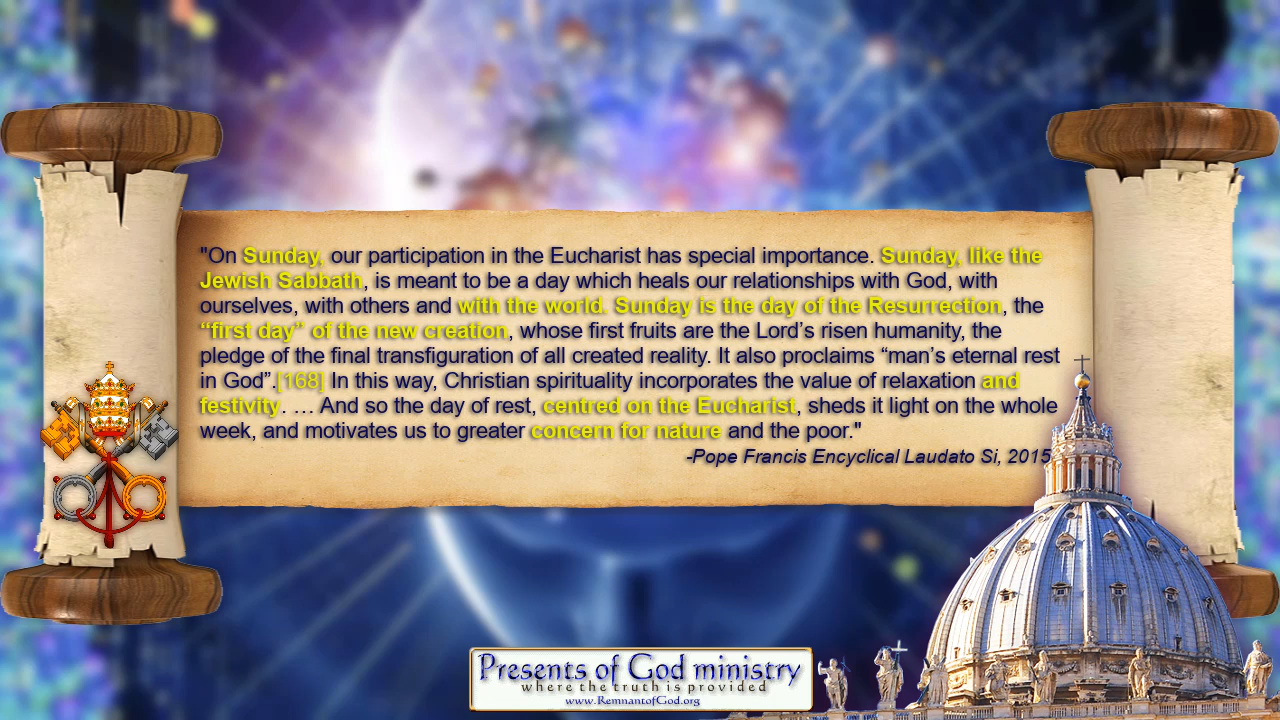 "On Sunday, our participation in the Eucharist has special importance. Sunday, like the
Jewish Sabbath, is meant to be a day which heals our relationships with God, with
ourselves, with others and with the world. Sunday is the day of the Resurrection, the
“first day” of the new creation, whose first fruits are the Lord’s risen humanity, the
pledge of the final transfiguration of all created reality. It also proclaims “man’s eternal rest
in God”.[168] In this way, Christian spirituality incorporates the value of relaxation and
festivity. … And so the day of rest, centred on the Eucharist, sheds it light on the whole
week, and motivates us to greater concern for nature and the poor."
-Pope Francis Encyclical Laudato Si, 2015
Presents of God ministry
where the truth is provided
www.RemnantofGod.org